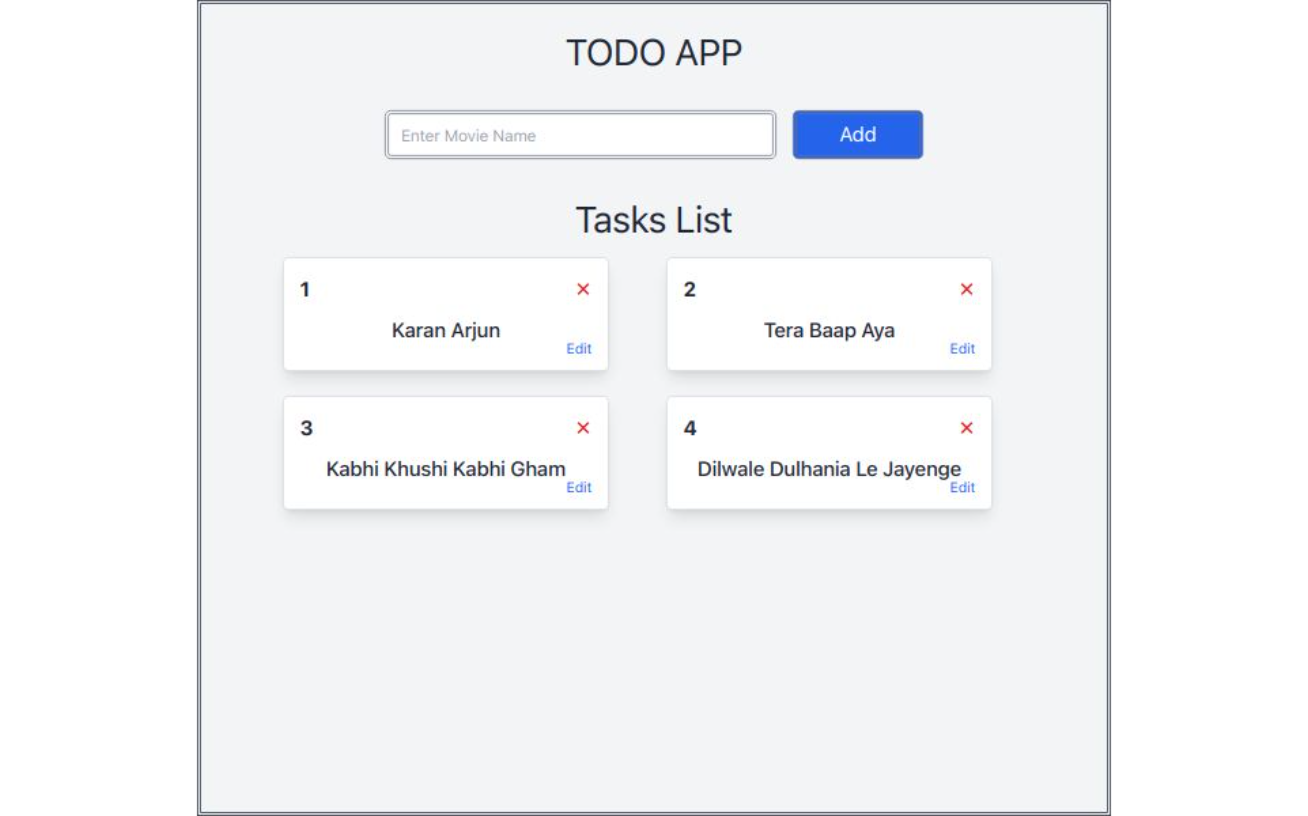 TODO APP
Enter Movie Name
Add
Tasks List
1 ✕
Karan Arjun
Edit
2 ✕
Tera Baap Aya
Edit
3 ✕
Kabhi Khushi Kabhi Gham
Edit
4 ✕
Dilwale Dulhania Le Jayenge
Edit